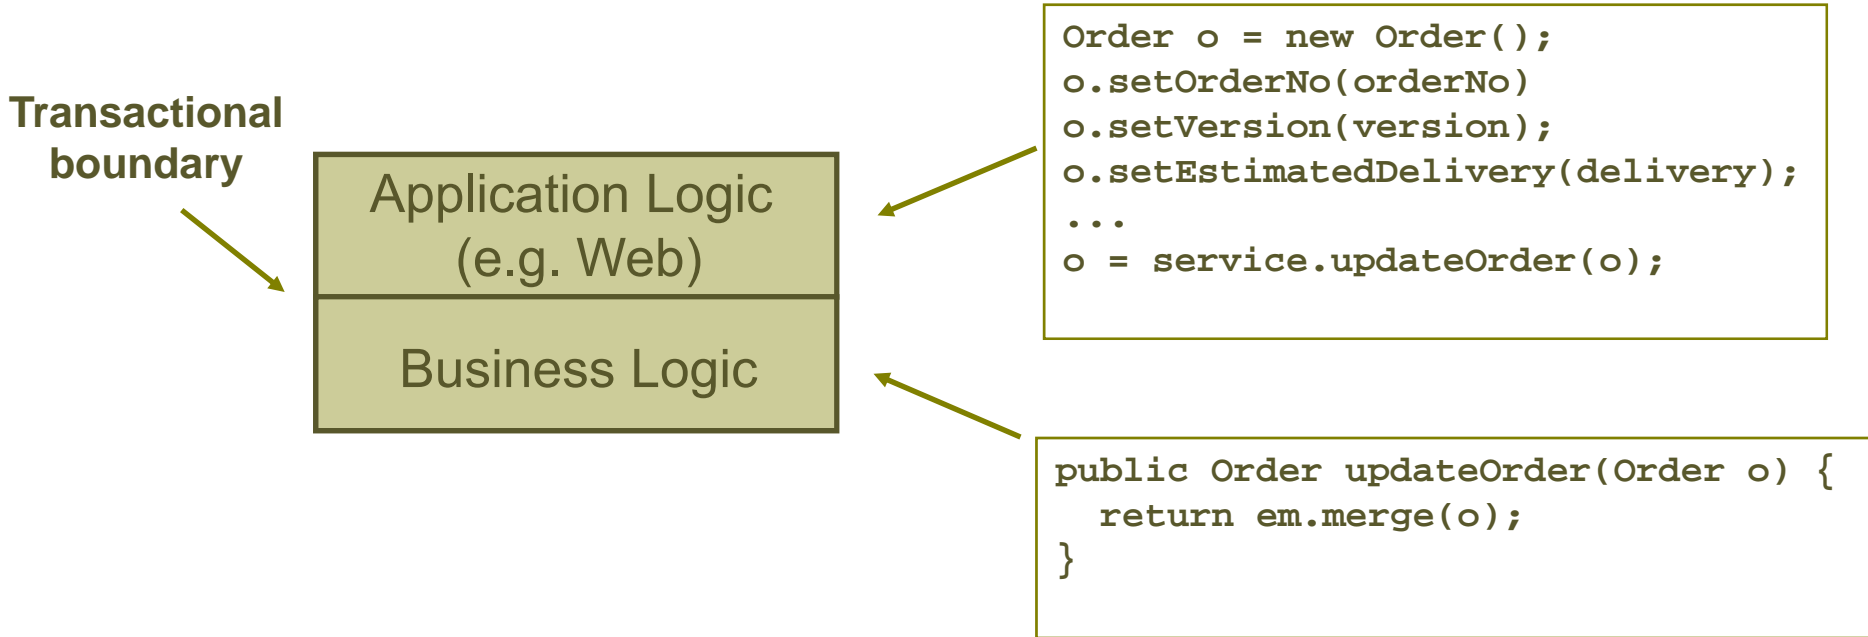 Transactional
boundary
Application Logic
(e.g. Web)
Business Logic
Order o = new Order();
o.setOrderNo(orderNo)
o.setVersion(version);
o.setEstimatedDelivery(delivery);
...
o = service.updateOrder(o);
public Order updateOrder(Order o) {
  return em.merge(o);
}